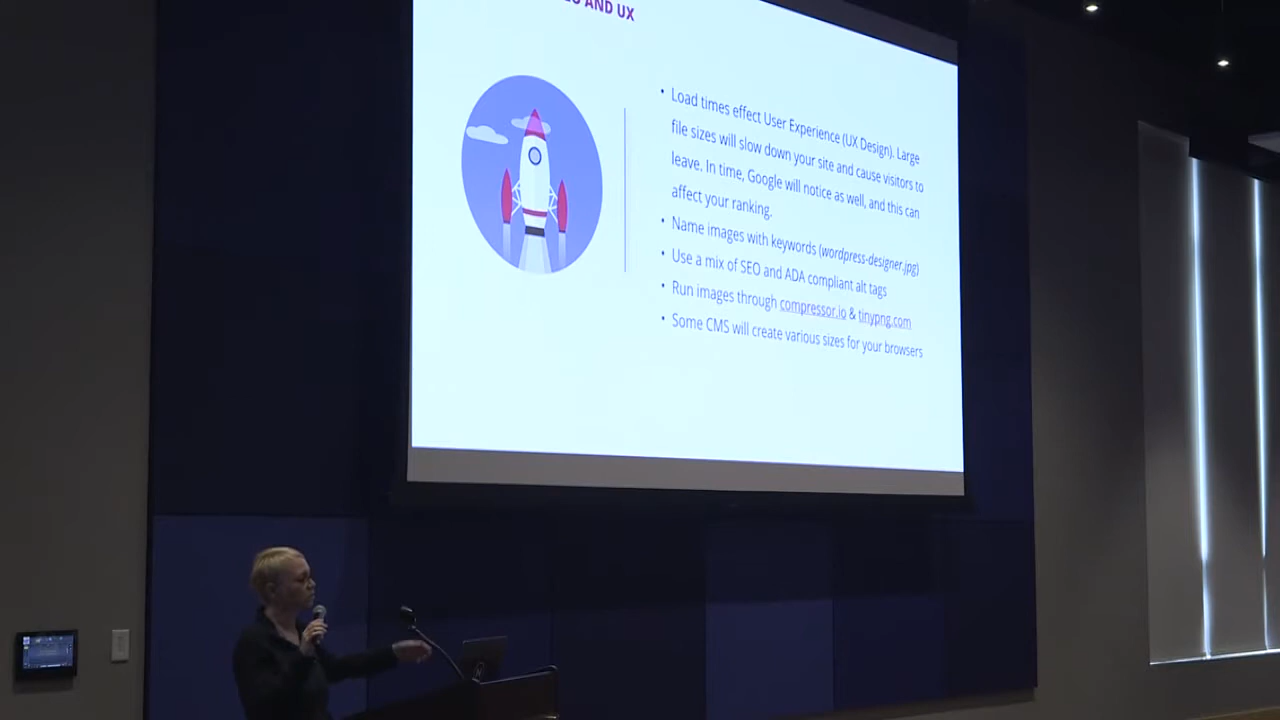 AND UX
• Load times effect User Experience (UX Design). Large
file sizes will slow down your site and cause visitors to
leave. In time, Google will notice as well, and this can
affect your ranking.
• Name images with keywords (wordpress-designer.jpg)
• Use a mix of SEO and ADA compliant alt tags
• Run images through compressor.io & tinypng.com
• Some CMS will create various sizes for your browsers